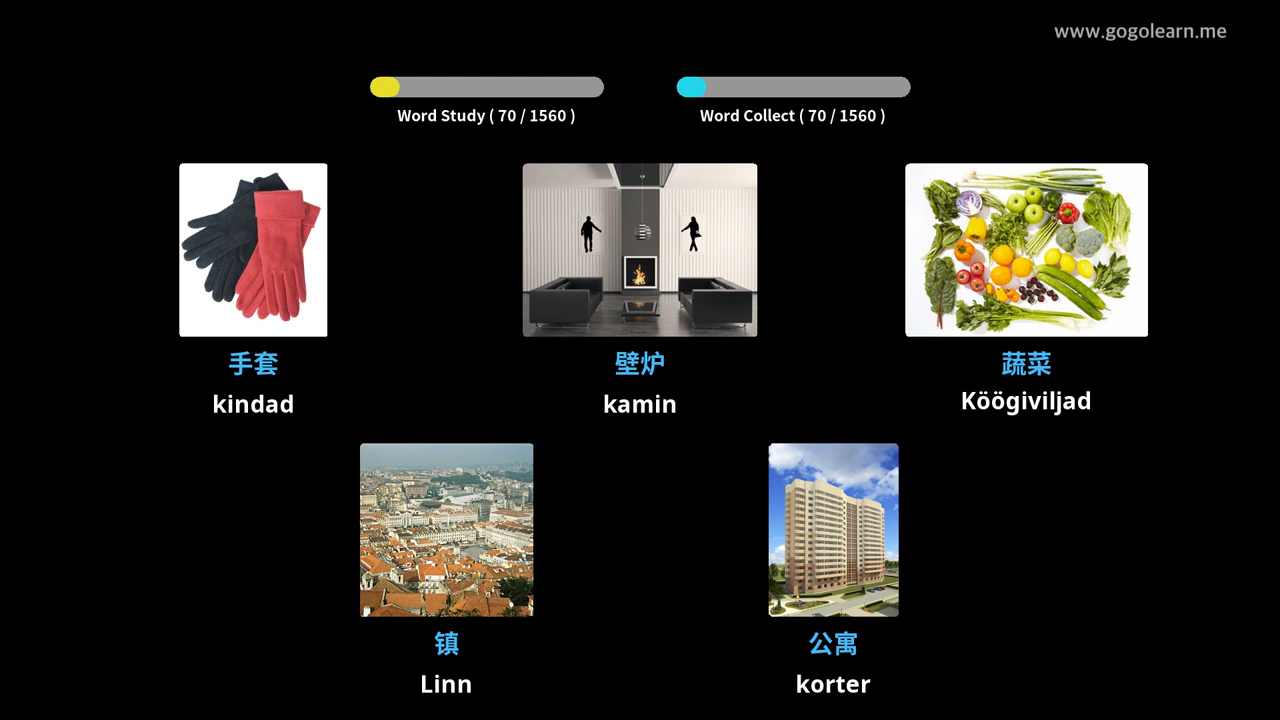 www.gogolearn.me
Word Study ( 70 / 1560 )
Word Collect ( 70 / 1560 )
手套
壁炉
蔬菜
kindad
kamin
Köögiviljad
镇
公寓
Linn
korter